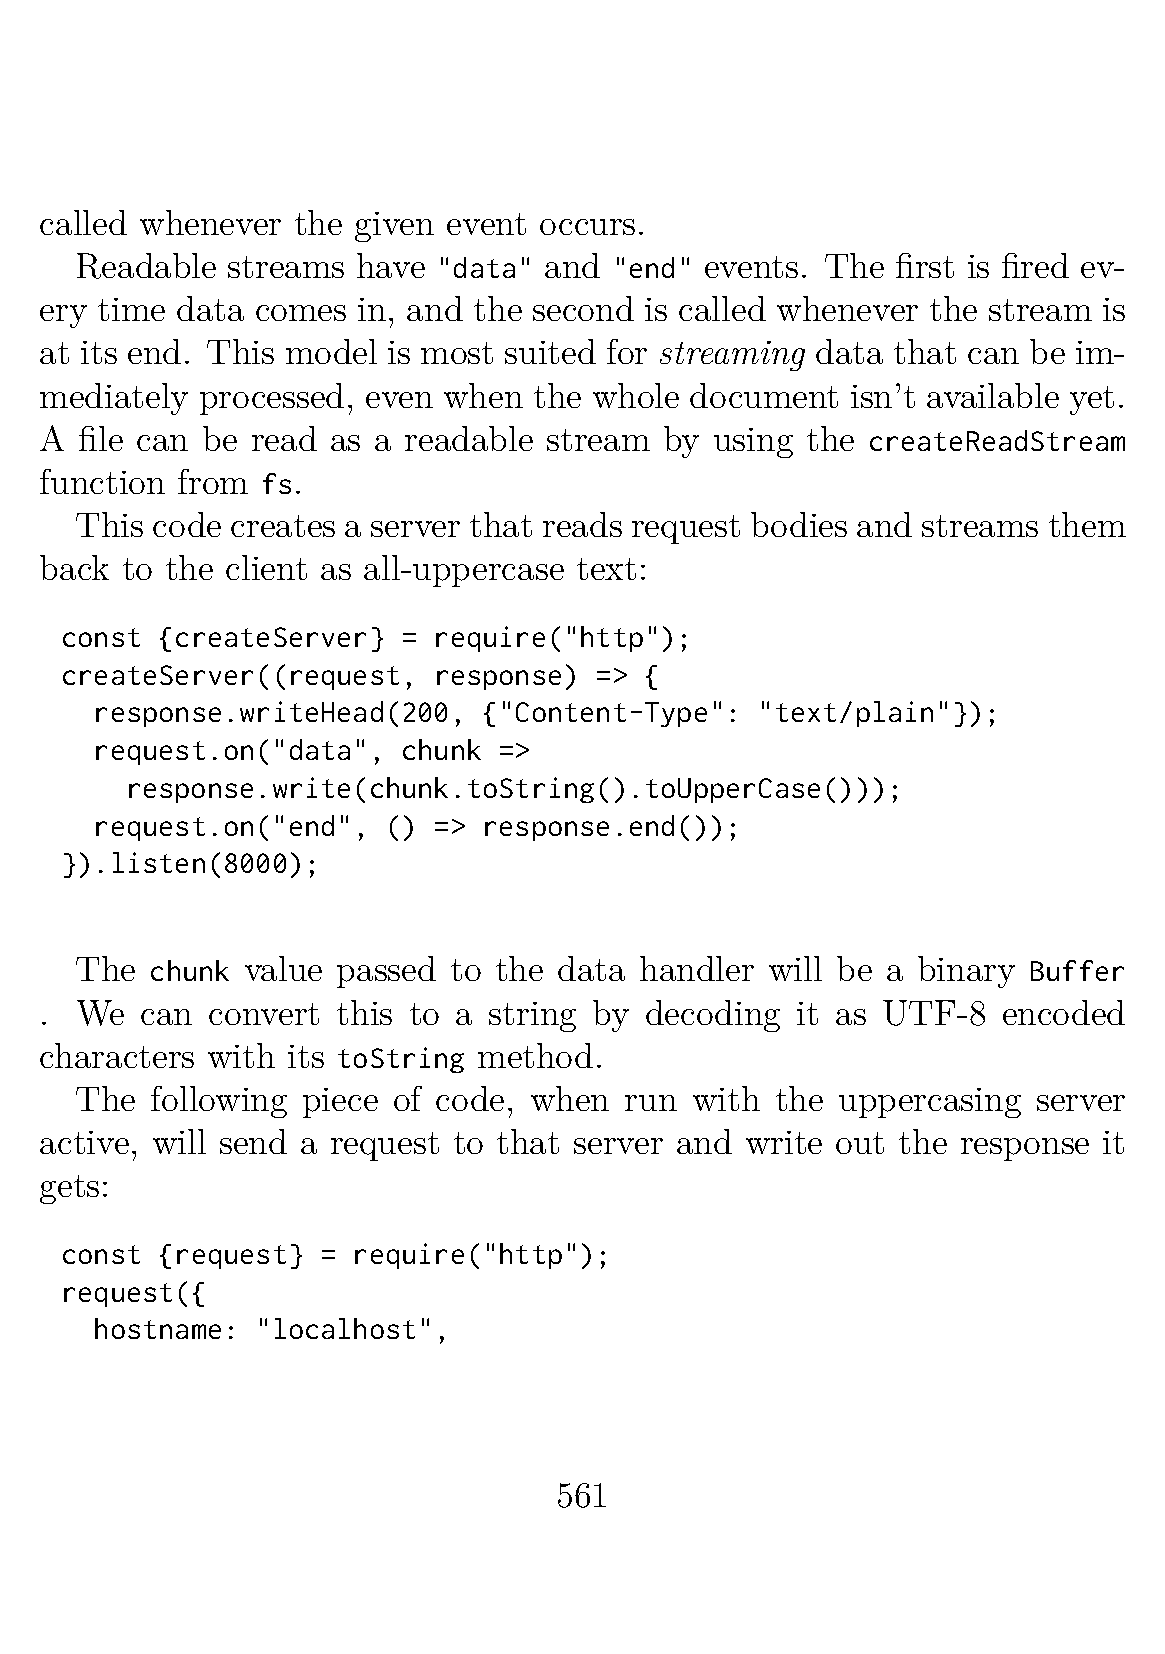 called whenever the given event occurs.
Readable streams have "data" and "end" events. The first is fired ev-
ery time data comes in, and the second is called whenever the stream is
at its end. This model is most suited for streaming data that can be im-
mediately processed, even when the whole document isn't available yet.
A file can be read as a readable stream by using the createReadStream
function from fs.
This code creates a server that reads request bodies and streams them
back to the client as all-uppercase text:
const {createServer} = require("http");
createServer((request, response) => {
  response.writeHead(200, {"Content-Type": "text/plain"});
  request.on("data", chunk =>
    response.write(chunk.toString().toUpperCase()));
  request.on("end", () => response.end());
}).listen(8000);
The chunk value passed to the data handler will be a binary Buffer
. We can convert this to a string by decoding it as UTF-8 encoded
characters with its toString method.
The following piece of code, when run with the uppercasing server
active, will send a request to that server and write out the response it
gets:
const {request} = require("http");
request({
  hostname: "localhost",
561